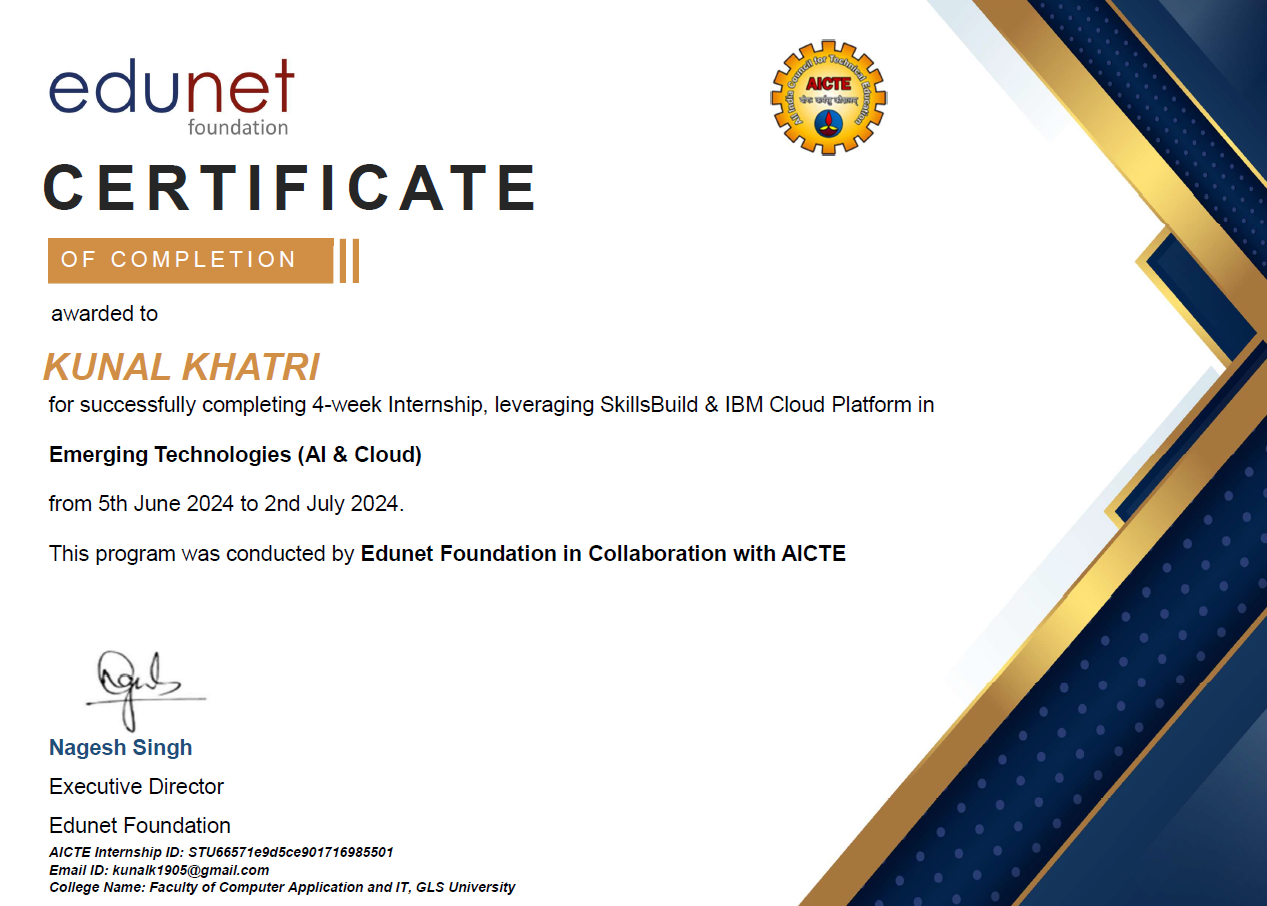 edunet
foundation
All India Council for Technical Education
AICTE
CERTIFICATE
OF COMPLETION
awarded to
KUNAL KHATRI
for successfully completing 4-week Internship, leveraging SkillsBuild & IBM Cloud Platform in
Emerging Technologies (AI & Cloud)
from 5th June 2024 to 2nd July 2024.
This program was conducted by Edunet Foundation in Collaboration with AICTE
Nagesh Singh
Executive Director
Edunet Foundation
AICTE Internship ID: STU66571e9d5ce901716985501
Email ID: kunalk1905@gmail.com
College Name: Faculty of Computer Application and IT, GLS University